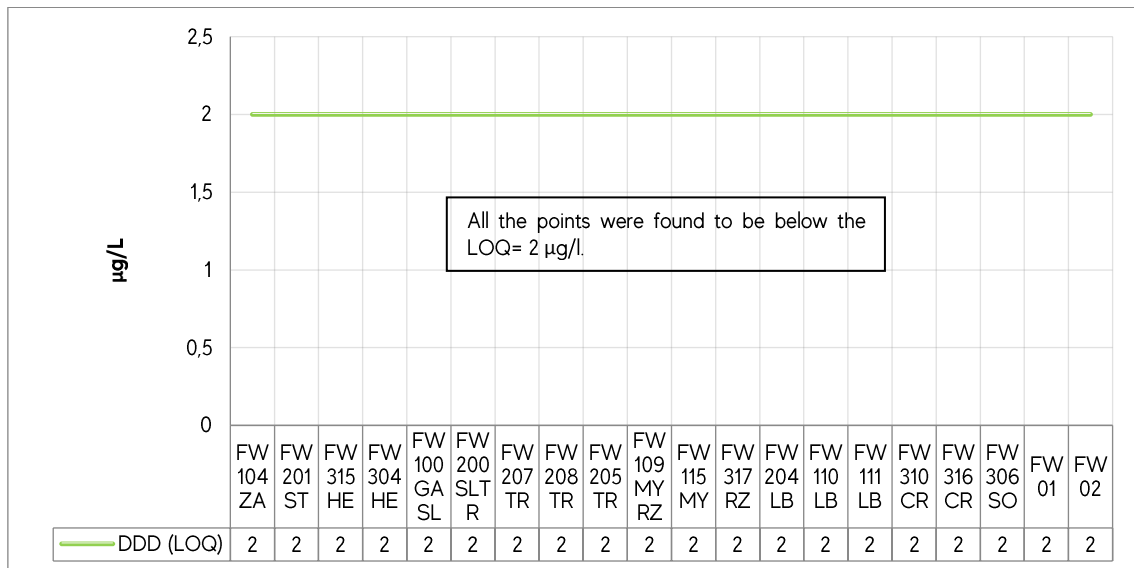 2,5
2
1,5
1
0,5
0
µg/L
All the points were found to be below the
LOQ= 2 µg/l.
FW 104 ZA
FW 201 ST
FW 315 HE
FW 304 HE
FW 100 GA SL
FW 200 SLT R
FW 207 TR
FW 208 TR
FW 205 TR
FW 109 MY RZ
FW 115 MY
FW 317 RZ
FW 204 LB
FW 110 LB
FW 111 LB
FW 310 CR
FW 316 CR
FW 306 SO
FW 01
FW 02
DDD (LOQ) 2 2 2 2 2 2 2 2 2 2 2 2 2 2 2 2 2 2 2 2